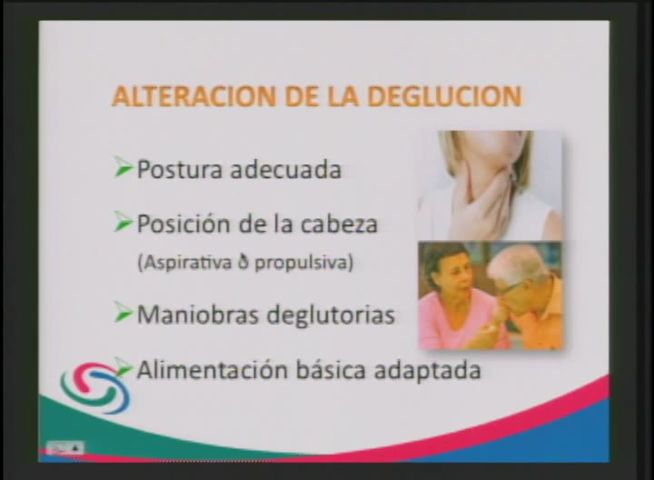 ALTERACION DE LA DEGLUCION
Postura adecuada
Posición de la cabeza
(Aspirativa ò propulsiva)
Maniobras deglutorias
Alimentación básica adaptada